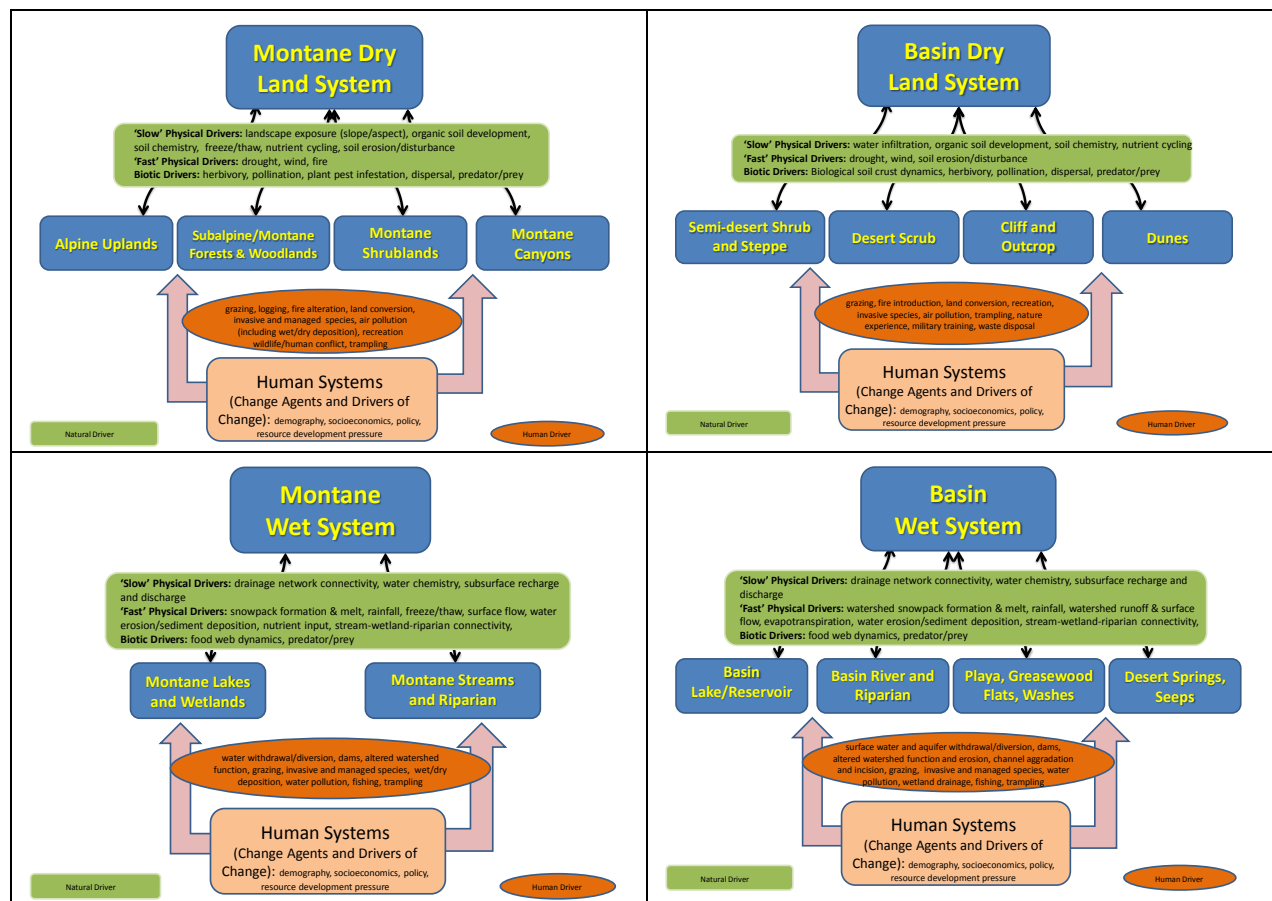 Montane Dry
Land System
‘Slow’ Physical Drivers: landscape exposure (slope/aspect), organic soil development,
soil chemistry, freeze/thaw, nutrient cycling, soil erosion/disturbance
‘Fast’ Physical Drivers: drought, wind, fire
Biotic Drivers: herbivory, pollination, plant pest infestation, dispersal, predator/prey
Alpine Uplands
Subalpine/Montane
Forests & Woodlands
Montane
Shrublands
Montane
Canyons
grazing, logging, fire alteration, land conversion,
invasive and managed species, air pollution
(including wet/dry deposition), recreation
wildlife/human conflict, trampling
Human Systems
(Change Agents and Drivers of
Change): demography, socioeconomics, policy,
resource development pressure
Natural Driver
Human Driver
Basin Dry
Land System
‘Slow’ Physical Drivers: water infiltration, organic soil development, soil chemistry, nutrient cycling
‘Fast’ Physical Drivers: drought, wind, soil erosion/disturbance
Biotic Drivers: Biological soil crust dynamics, herbivory, pollination, dispersal, predator/prey
Semi-desert Shrub
and Steppe
Desert Scrub
Cliff and
Outcrop
Dunes
grazing, fire introduction, land conversion, recreation,
invasive species, air pollution, trampling, nature
experience, military training, waste disposal
Human Systems
(Change Agents and Drivers of
Change): demography, socioeconomics, policy,
resource development pressure
Natural Driver
Human Driver
Montane
Wet System
‘Slow’ Physical Drivers: drainage network connectivity, water chemistry, subsurface recharge
and discharge
‘Fast’ Physical Drivers: snowpack formation & melt, rainfall, freeze/thaw, surface flow, water
erosion/sediment deposition, nutrient input, stream-wetland-riparian connectivity,
Biotic Drivers: food web dynamics, predator/prey
Montane Lakes
and Wetlands
Montane Streams
and Riparian
water withdrawal/diversion, dams, altered watershed
function, grazing, invasive and managed species, wet/dry
deposition, water pollution, fishing, trampling
Human Systems
(Change Agents and Drivers of
Change): demography, socioeconomics, policy,
resource development pressure
Natural Driver
Human Driver
Basin
Wet System
‘Slow’ Physical Drivers: drainage network connectivity, water chemistry, subsurface recharge and
discharge
‘Fast’ Physical Drivers: watershed snowpack formation & melt, rainfall, watershed runoff & surface
flow, evapotranspiration, water erosion/sediment deposition, stream-wetland-riparian connectivity,
Biotic Drivers: food web dynamics, predator/prey
Basin
Lake/Reservoir
Basin River and
Riparian
Playa, Greasewood
Flats, Washes
Desert Springs,
Seeps
surface water and aquifer withdrawal/diversion, dams,
altered watershed function and erosion, channel aggradation
and incision, grazing, invasive and managed species, water
pollution, wetland drainage, fishing, trampling
Human Systems
(Change Agents and Drivers of
Change): demography, socioeconomics, policy,
resource development pressure
Natural Driver
Human Driver